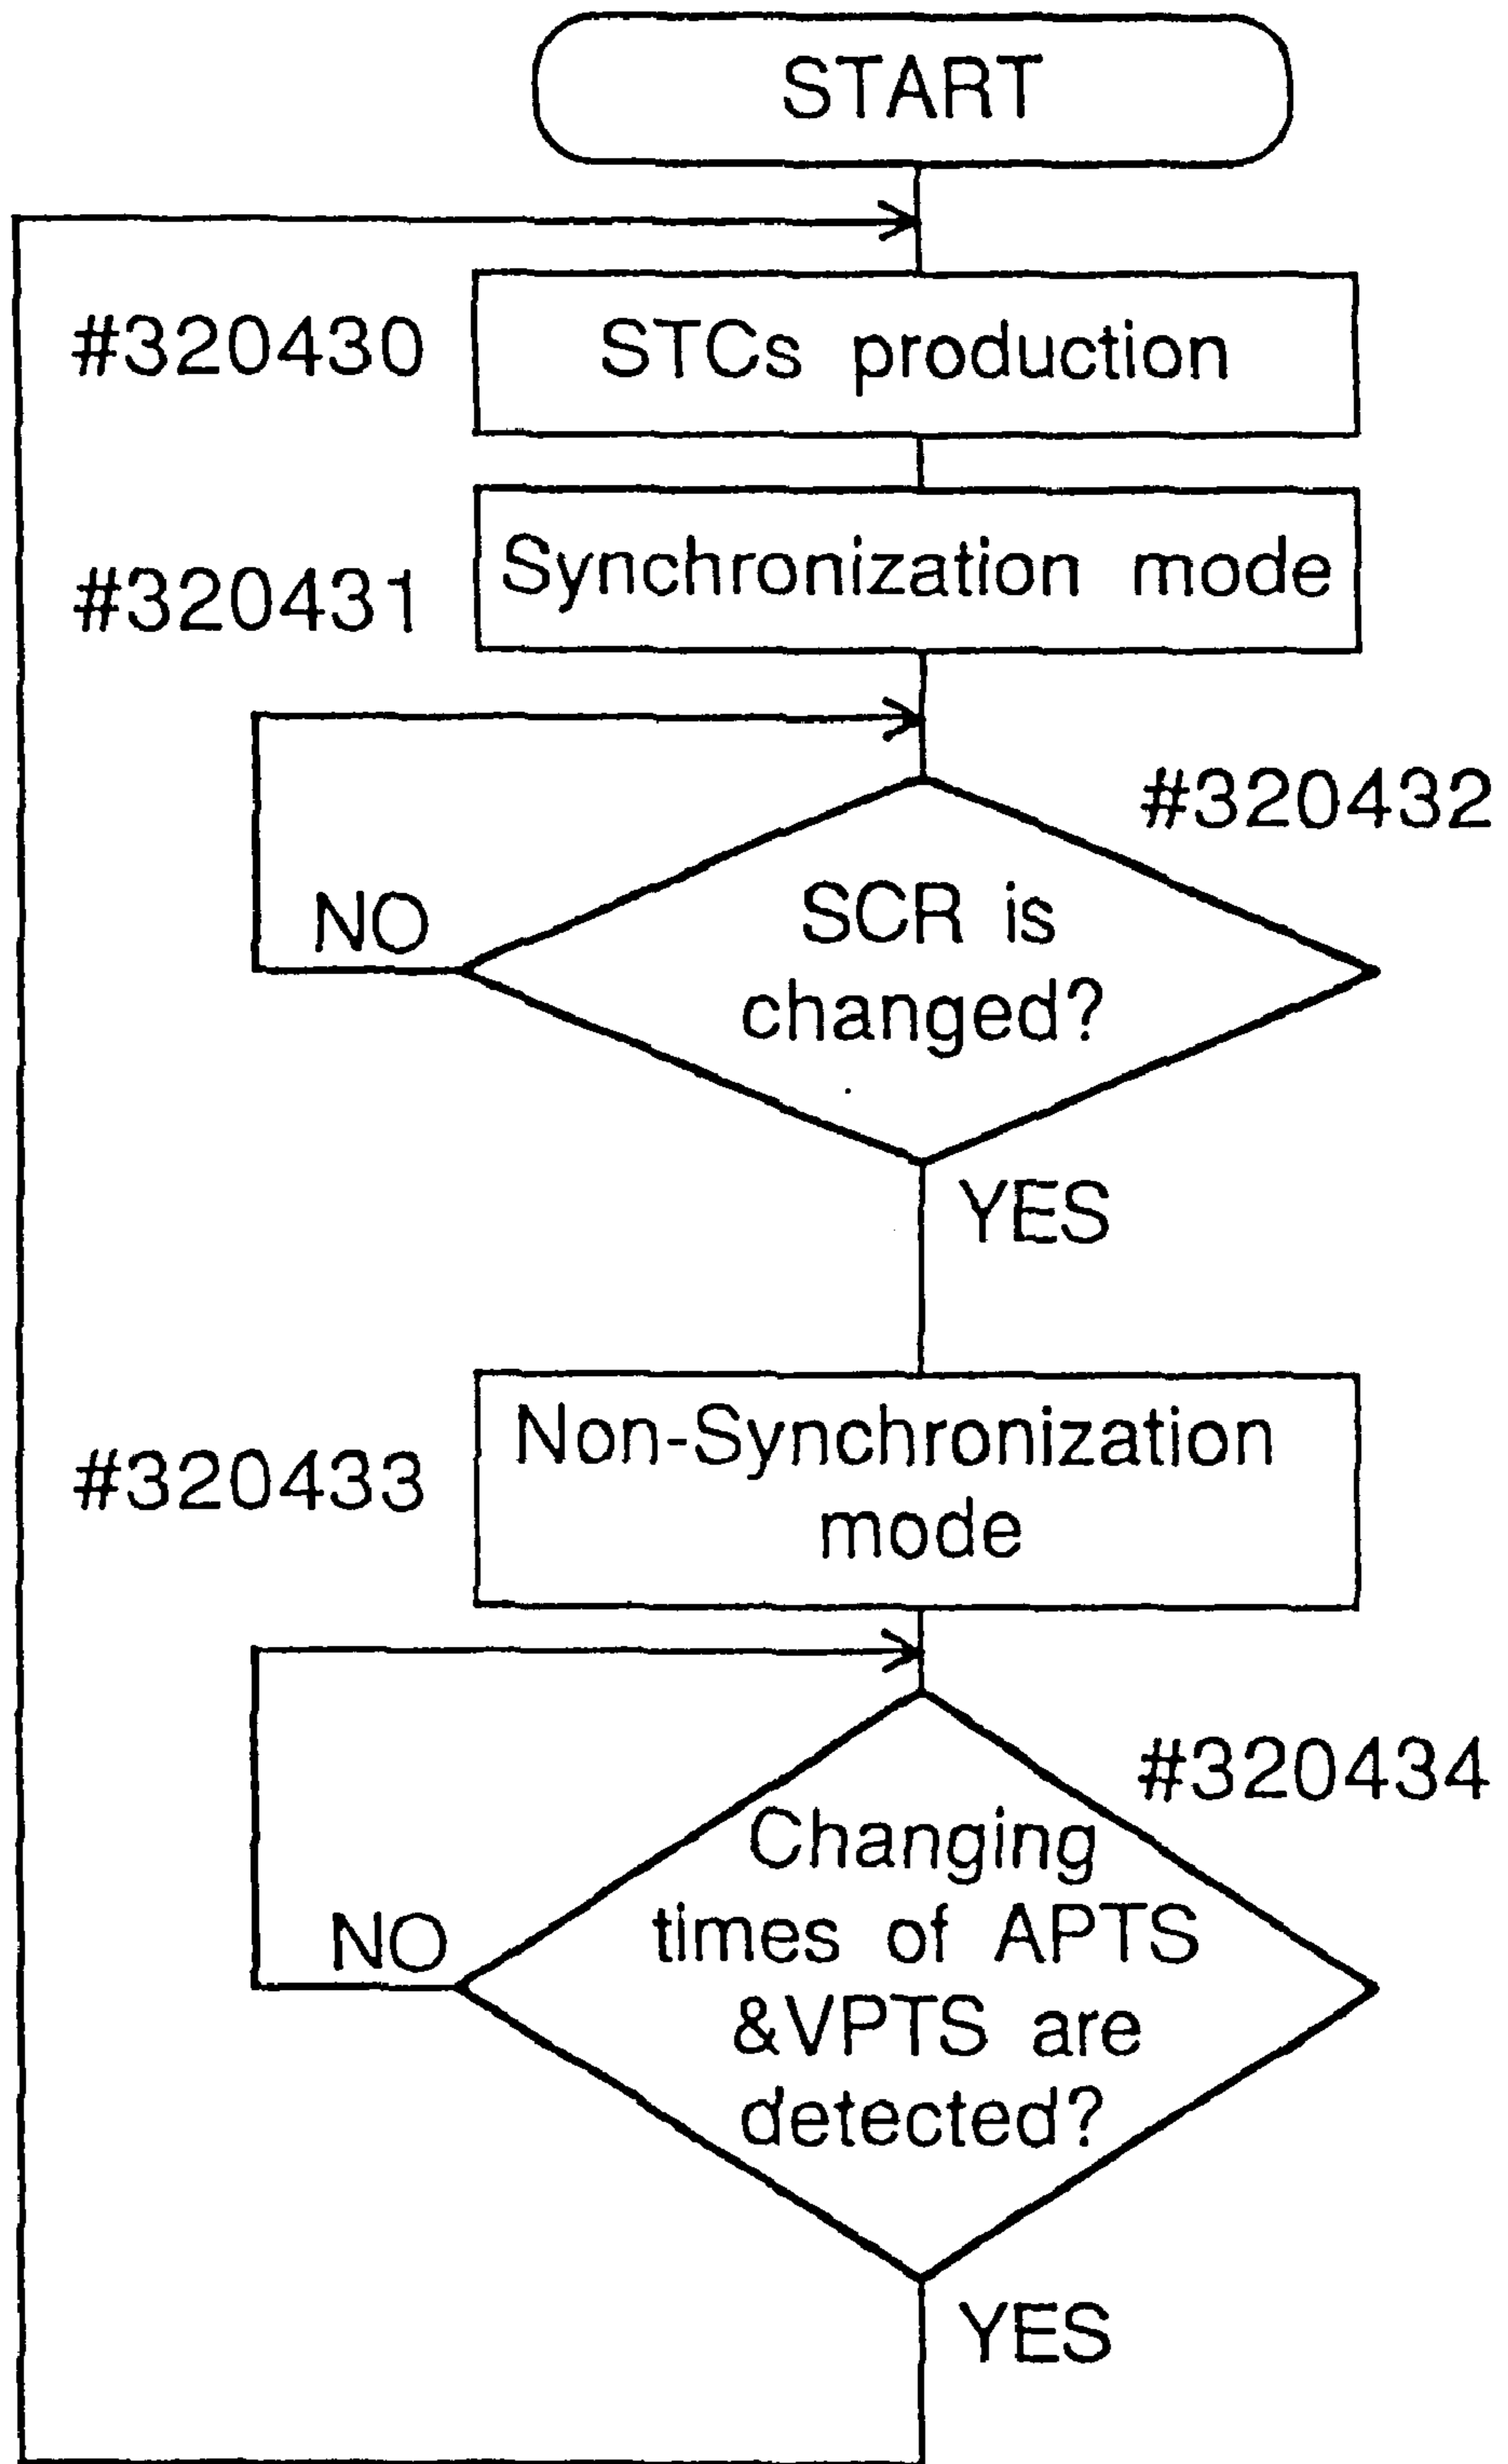 START
#320430
STCs production
#320431
Synchronization mode
#320432
SCR is
changed?
NO
YES
#320433
Non-Synchronization
mode
#320434
Changing
times of APTS
&VPTS are
detected?
NO
YES